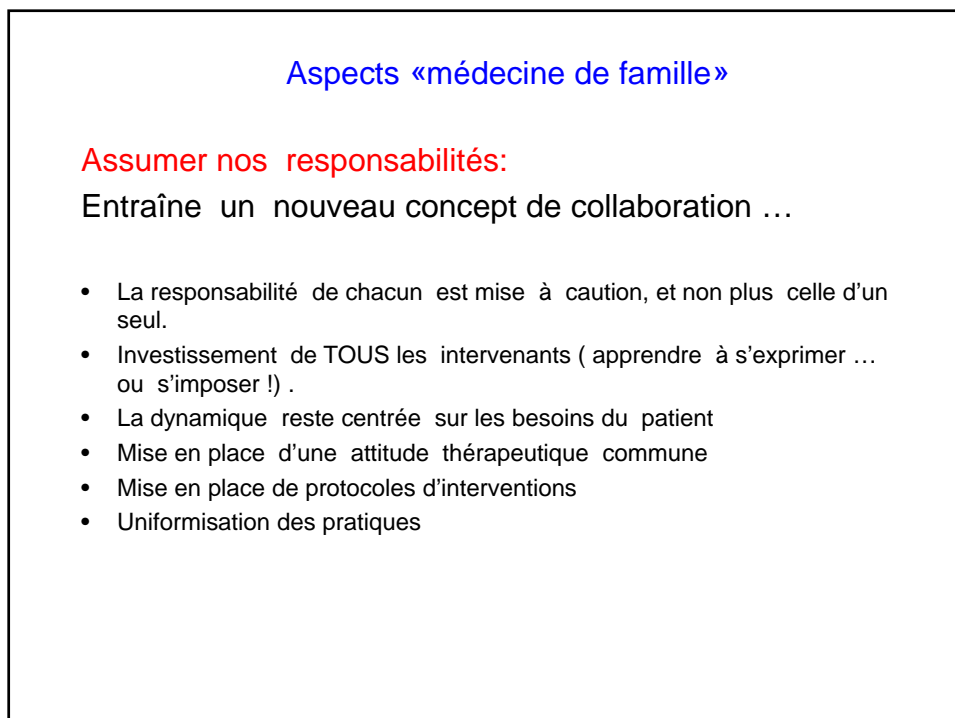 Aspects «médecine de famille»
Assumer nos responsabilités:
Entraîne un nouveau concept de collaboration …
• La responsabilité de chacun est mise à caution, et non plus celle d'un
seul.
• Investissement de TOUS les intervenants ( apprendre à s'exprimer …
ou s'imposer !) .
• La dynamique reste centrée sur les besoins du patient
• Mise en place d'une attitude thérapeutique commune
• Mise en place de protocoles d'interventions
• Uniformisation des pratiques